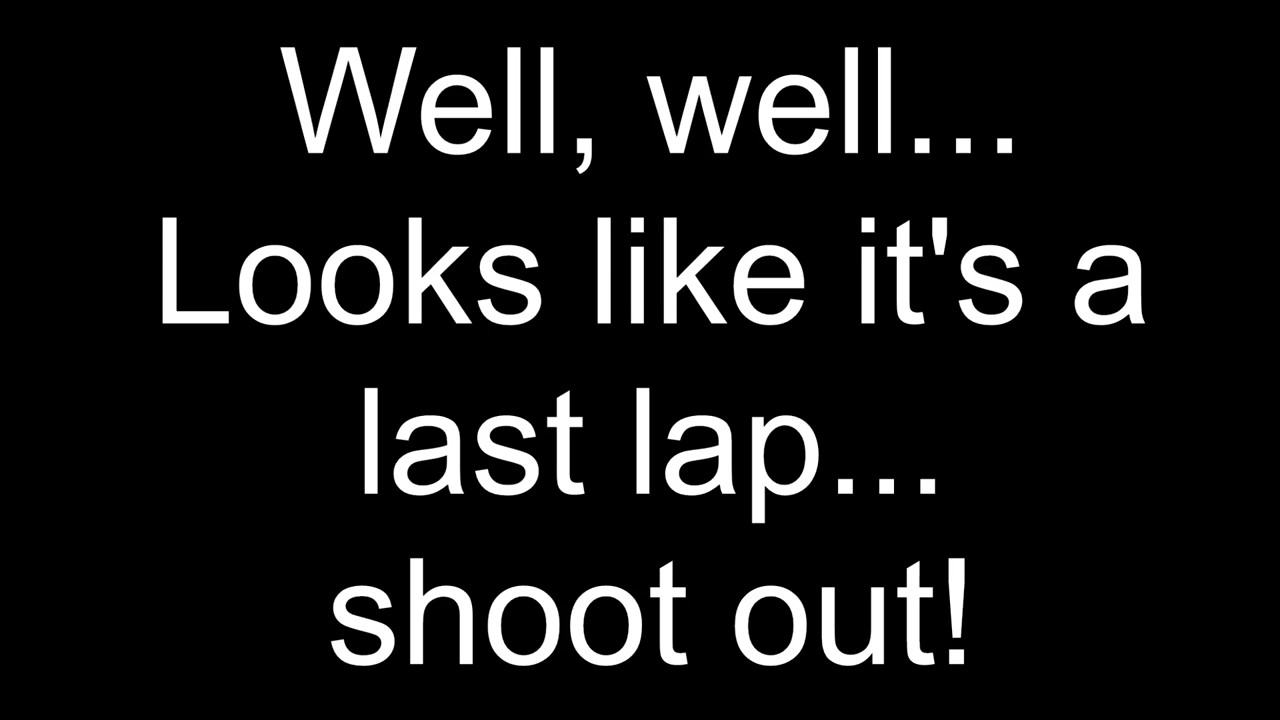 Well, well...
Looks like it's a
last lap...
shoot out!